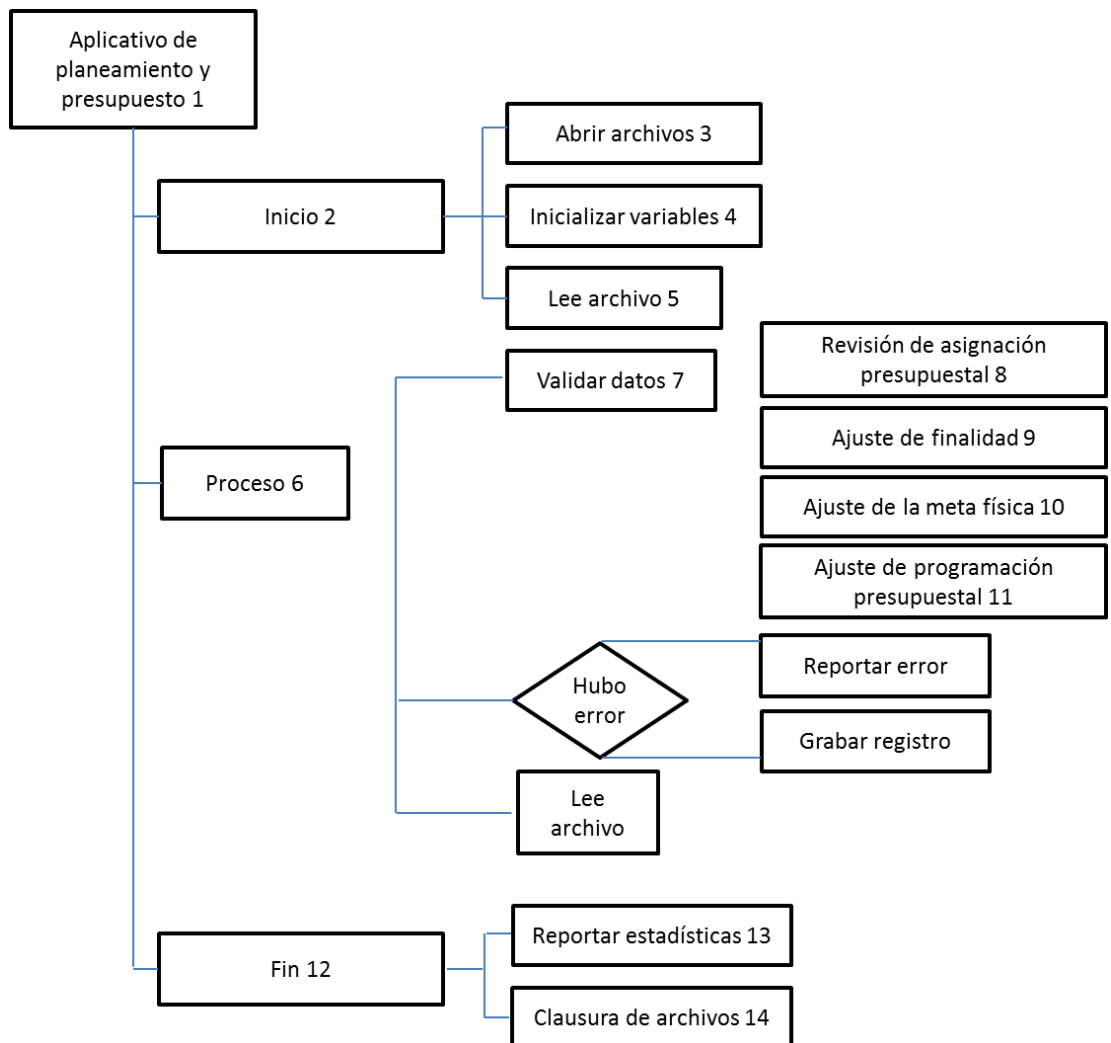 Aplicativo de
planeamiento y
presupuesto 1
Abrir archivos 3
Inicio 2
Inicializar variables 4
Lee archivo 5
Validar datos 7
Revisión de asignación
presupuestal 8
Ajuste de finalidad 9
Proceso 6
Ajuste de la meta física 10
Ajuste de programación
presupuestal 11
Hubo
error
Reportar error
Grabar registro
Lee
archivo
Reportar estadísticas 13
Fin 12
Clausura de archivos 14